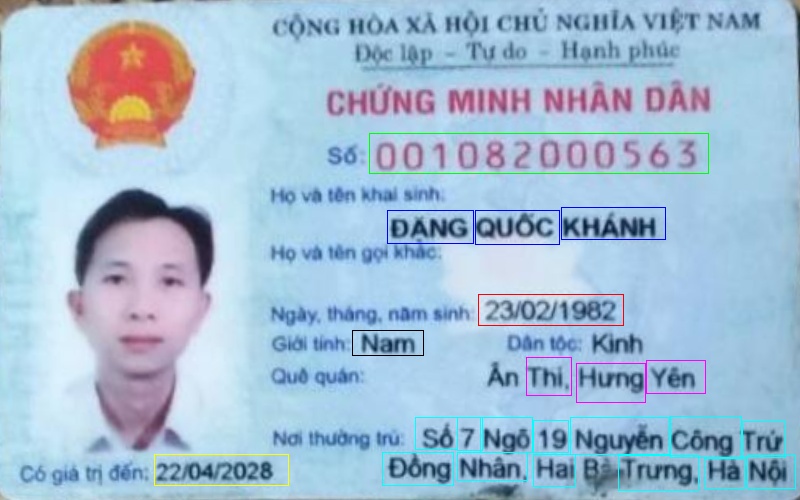 CỘNG HÒA XÃ HỘI CHỦ NGHĨA VIỆT NAM
Độc lập - Tự do - Hạnh phúc
CHỨNG MINH NHÂN DÂN
Số: 001082000563
Họ và tên khai sinh:
ĐẶNG QUỐC KHÁNH
Họ và tên gọi khác:
Ngày, tháng, năm sinh: 23/02/1982
Giới tính: Nam Dân tộc: Kinh
Quê quán: Ân Thi, Hưng Yên
Nơi thường trú: Số 7 Ngõ 19 Nguyễn Công Trứ
Có giá trị đến: 22/04/2028 Đồng Nhân, Hai Bà Trưng, Hà Nội